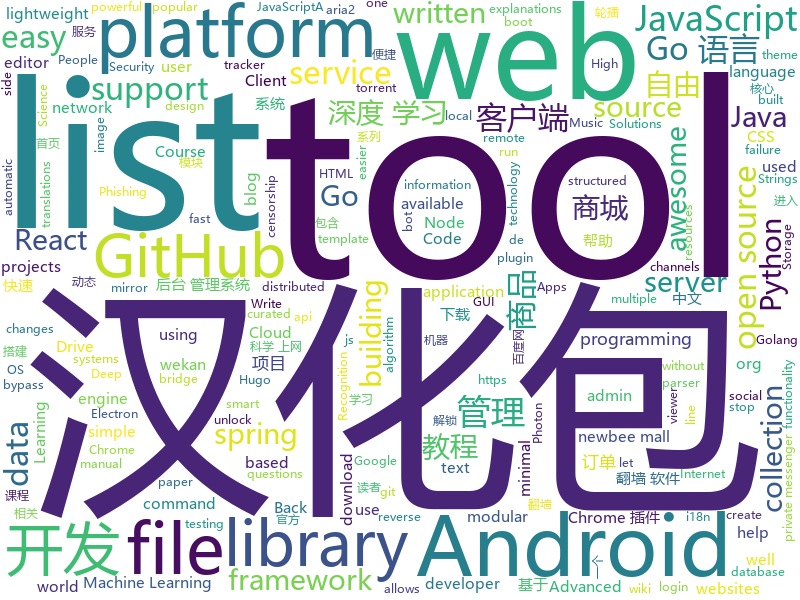 powerful popular
JavaScriptA
aria2
one
explanations
轮播
written
boot
lightweight
platform
web
JavaScript
easy
服务
People
便捷
High
theme
editor
Security
tracker
service
Go 语言
side
user
Client
torrent
自由
language
support
list
tool
Science
network
design
系统
深度 学习
客户端
source
核心
built
translations
首页
image
Course
系列
local
easier
Music
Solutions
Java
automatic
模块
HTML
remote
run
awesome
CSS
failure
React
Phishing
blog
censorship
Go
available
Node
Code
information
bot
technology
structured
商城
used
Strings
projects
GitHub
包含
template
de
plugin
帮助
resources
进入
Python
open source
快速
动态
mirror
后台 管理系统
distributed
Write
汉化包
building
application
下载
GUI
商品
server
channels
multiple
中文
Storage
changes
curated
api
Apps
Golang
搭建
Drive
using
Cloud
科学 上网
js
algorithm
百度网
programming
org
https
OS
systems
Deep
wekan
项目
机器
管理
smart
without
parser
functionality
bypass
engine
bridge
Hugo
Recognition
学习
collection
Learning
Electron
unlock
spring
minimal
admin
viewer
social
data
simple
Chrome
教程
newbee mall
stop
manual
based
Google
解锁
Photon
订单
let
command
questions
text
line
翻墙 软件
Internet
private messenger
课程
paper
Back
读者
git
开发
file
library
download
官方
use
reverse
翻墙
modular
Chrome 插件
i18n
create
相关
testing
Android
←
help
database
world
Machine Learning
framework
developer
基于
Advanced
wiki
login
websites
allows
well